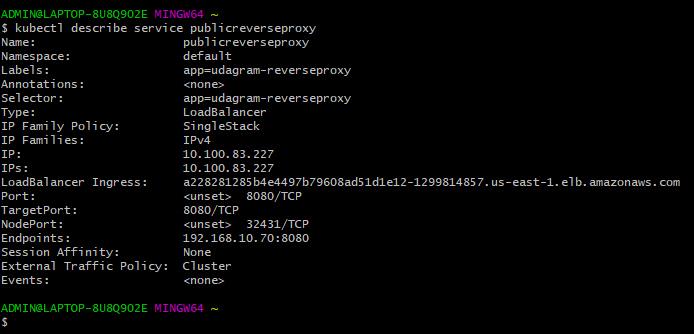 ADMIN@LAPTOP-8U8Q902E MINGW64 ~
$ kubectl describe service publicreverseproxy
Name:                     publicreverseproxy
Namespace:                default
Labels:                   app=udagram-reverseproxy
Annotations:              <none>
Selector:                 app=udagram-reverseproxy
Type:                     LoadBalancer
IP Family Policy:         SingleStack
IP Families:              IPv4
IP:                       10.100.83.227
IPs:                      10.100.83.227
LoadBalancer Ingress:     a228281285b4e4497b79608ad51d1e12-1299814857.us-east-1.elb.amazonaws.com
Port:                     <unset>  8080/TCP
TargetPort:               8080/TCP
NodePort:                 <unset>  32431/TCP
Endpoints:                192.168.10.70:8080
Session Affinity:         None
External Traffic Policy:  Cluster
Events:                   <none>
ADMIN@LAPTOP-8U8Q902E MINGW64 ~
$